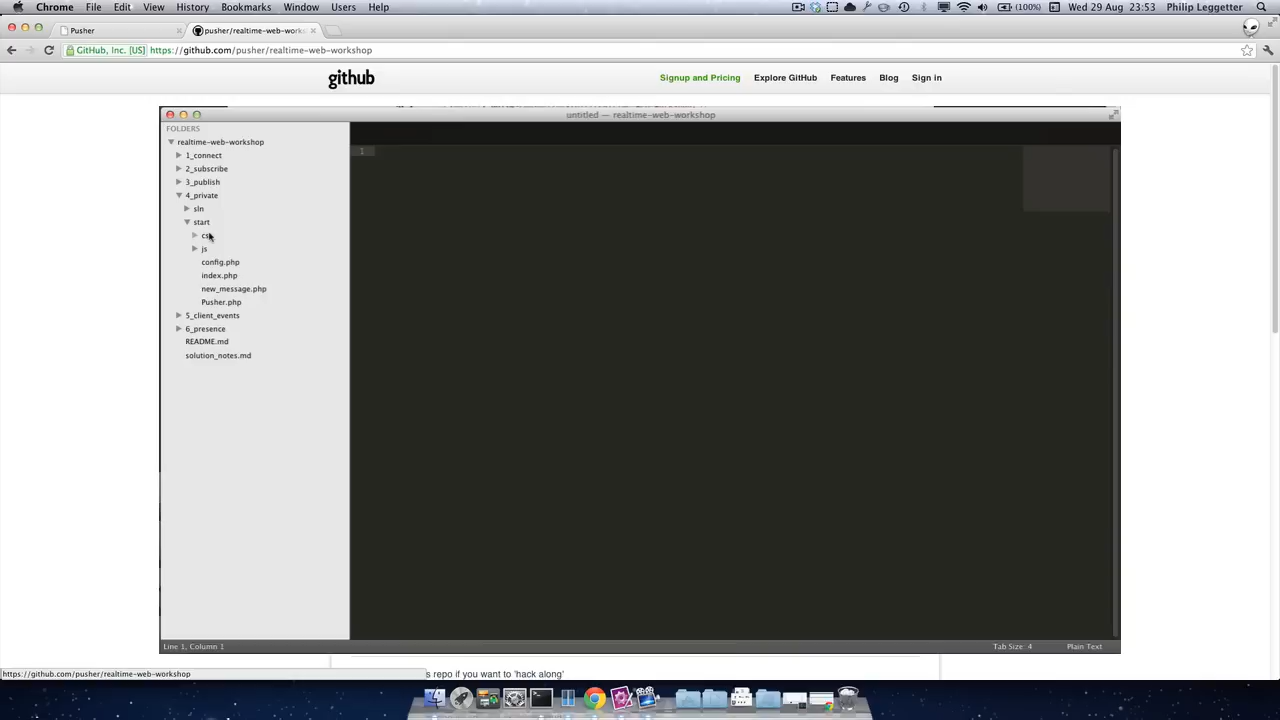 Chrome File Edit View History Bookmarks Window Users Help (100%) Wed 29 Aug 23:53 Philip Leggetter
Pusher pusher/realtime-web-works
GitHub, Inc. [US] https://github.com/pusher/realtime-web-workshop
github Signup and Pricing Explore GitHub Features Blog Sign in
untitled — realtime-web-workshop
FOLDERS
realtime-web-workshop
1
1_connect
2_subscribe
3_publish
4_private
sln
start
cs
js
config.php
index.php
new_message.php
Pusher.php
5_client_events
6_presence
README.md
solution_notes.md
Line 1, Column 1 Tab Size: 4 Plain Text
https://github.com/pusher/realtime-web-workshop
s repo if you want to 'hack along'